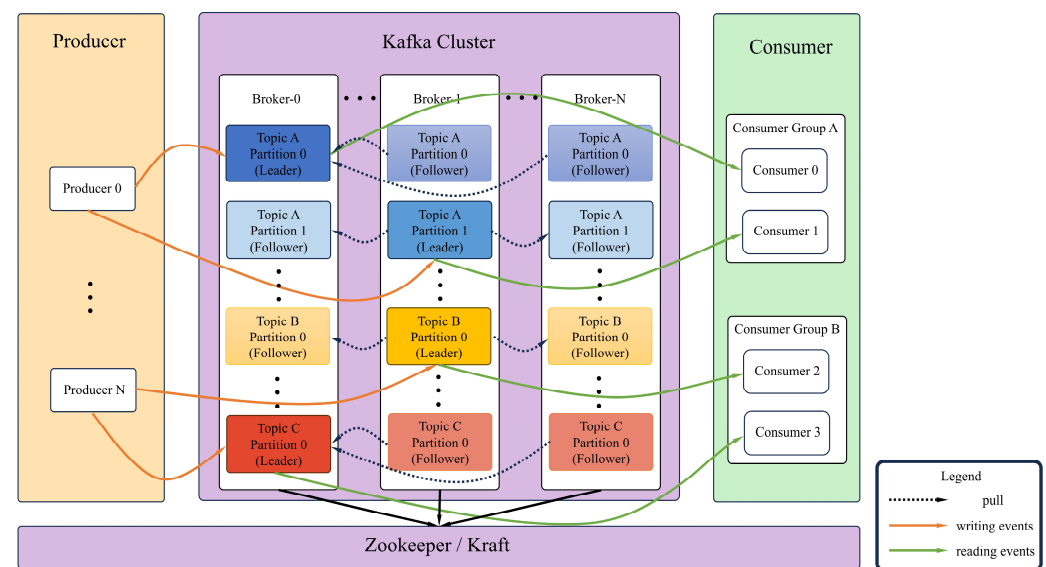 Producer
Kafka Cluster
Consumer
Broker-0
Broker-1
Broker-N
Topic A
Partition 0
(Leader)
Topic A
Partition 0
(Follower)
Topic A
Partition 0
(Follower)
Topic A
Partition 1
(Follower)
Topic A
Partition 1
(Leader)
Topic A
Partition 1
(Follower)
Topic B
Partition 0
(Follower)
Topic B
Partition 0
(Leader)
Topic B
Partition 0
(Follower)
Topic C
Partition 0
(Leader)
Topic C
Partition 0
(Follower)
Topic C
Partition 0
(Follower)
Producer 0
Producer N
Consumer Group A
Consumer 0
Consumer 1
Consumer Group B
Consumer 2
Consumer 3
Zookeeper / Kraft
Legend
pull
writing events
reading events